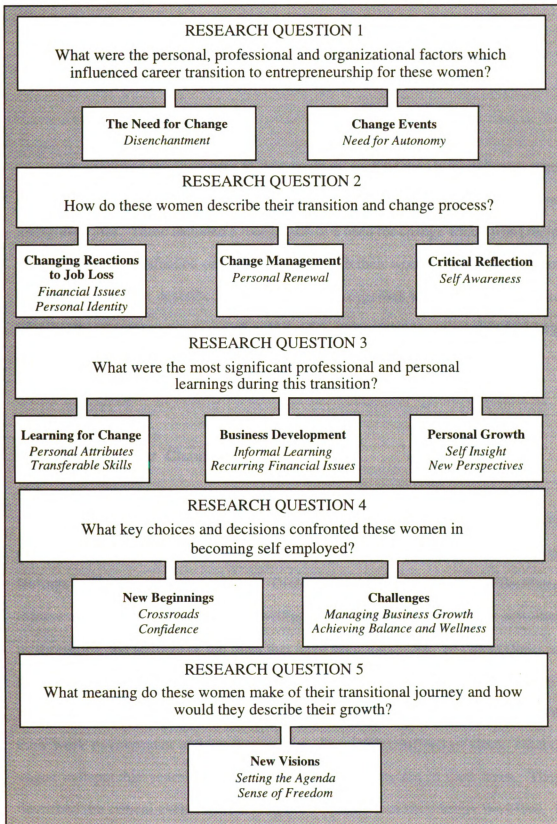 RESEARCH QUESTION 1
What were the personal, professional and organizational factors which
influenced career transition to entrepreneurship for these women?
The Need for Change
Disenchantment
Change Events
Need for Autonomy
RESEARCH QUESTION 2
How do these women describe their transition and change process?
Changing Reactions
to Job Loss
Financial Issues
Personal Identity
Change Management
Personal Renewal
Critical Reflection
Self Awareness
RESEARCH QUESTION 3
What were the most significant professional and personal
learnings during this transition?
Learning for Change
Personal Attributes
Transferable Skills
Business Development
Informal Learning
Recurring Financial Issues
Personal Growth
Self Insight
New Perspectives
RESEARCH QUESTION 4
What key choices and decisions confronted these women in
becoming self employed?
New Beginnings
Crossroads
Confidence
Challenges
Managing Business Growth
Achieving Balance and Wellness
RESEARCH QUESTION 5
What meaning do these women make of their transitional journey and how
would they describe their growth?
New Visions
Setting the Agenda
Sense of Freedom